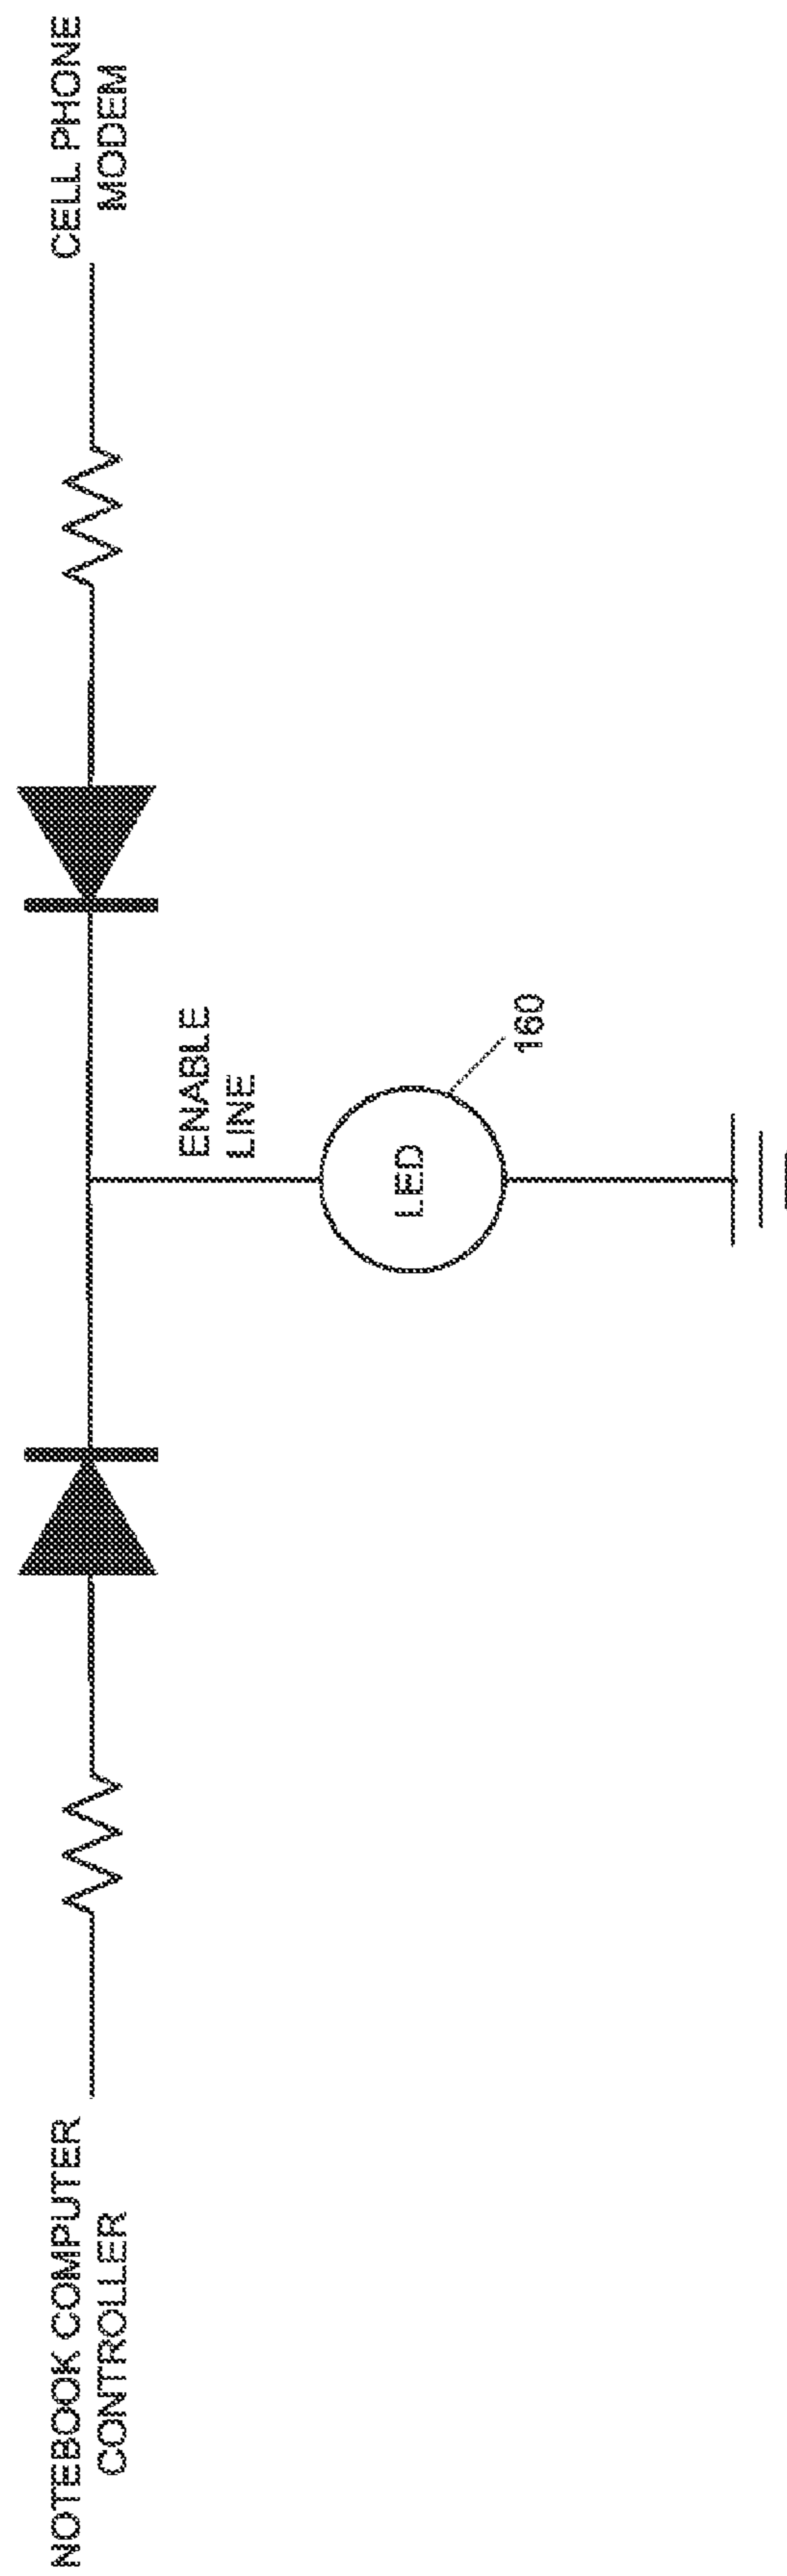 NOTEBOOK COMPUTER
CONTROLLER
ENABLE
LINE
LED
160
CELL PHONE
MODEM